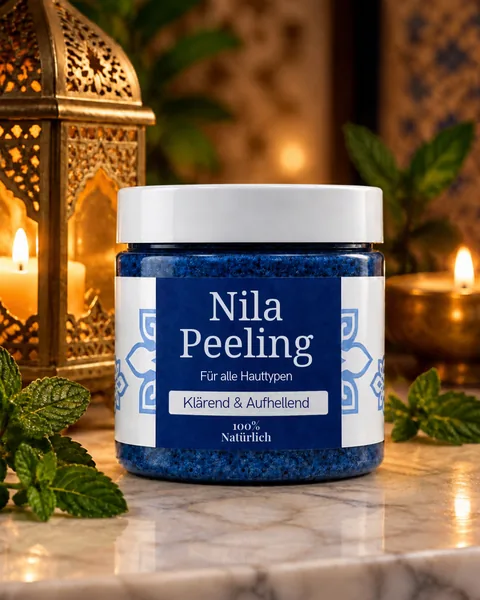 Nila
Peeling
Für alle Hauttypen
Klärend & Aufhellend
100%
Natürlich